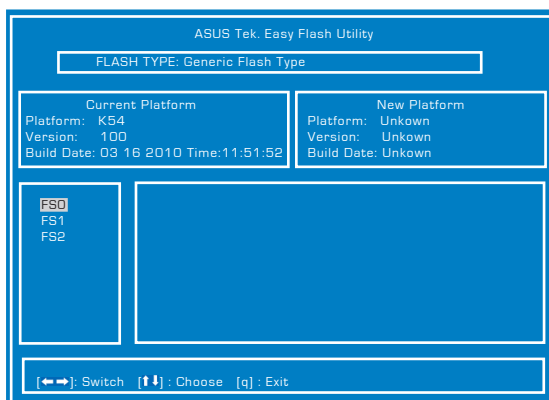 ASUS Tek. Easy Flash Utility
FLASH TYPE: Generic Flash Type
Current Platform
Platform: K54
Version: 100
Build Date: 03 16 2010 Time:11:51:52
New Platform
Platform: Unkown
Version: Unkown
Build Date: Unkown
FS0
FS1
FS2
[←→]: Switch [↑↓] : Choose [q] : Exit